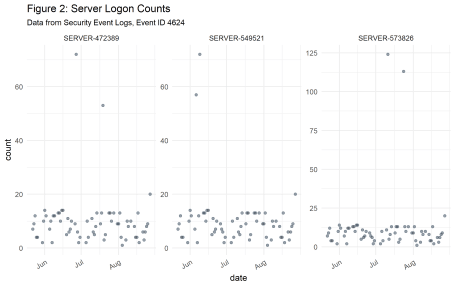 Figure 2: Server Logon Counts
Data from Security Event Logs, Event ID 4624
SERVER-472389 SERVER-549521 SERVER-573826
count
60
40
20
0
60
40
20
0
125
100
75
50
25
0
Jun Jul Aug Jun Jul Aug Jun Jul Aug
date